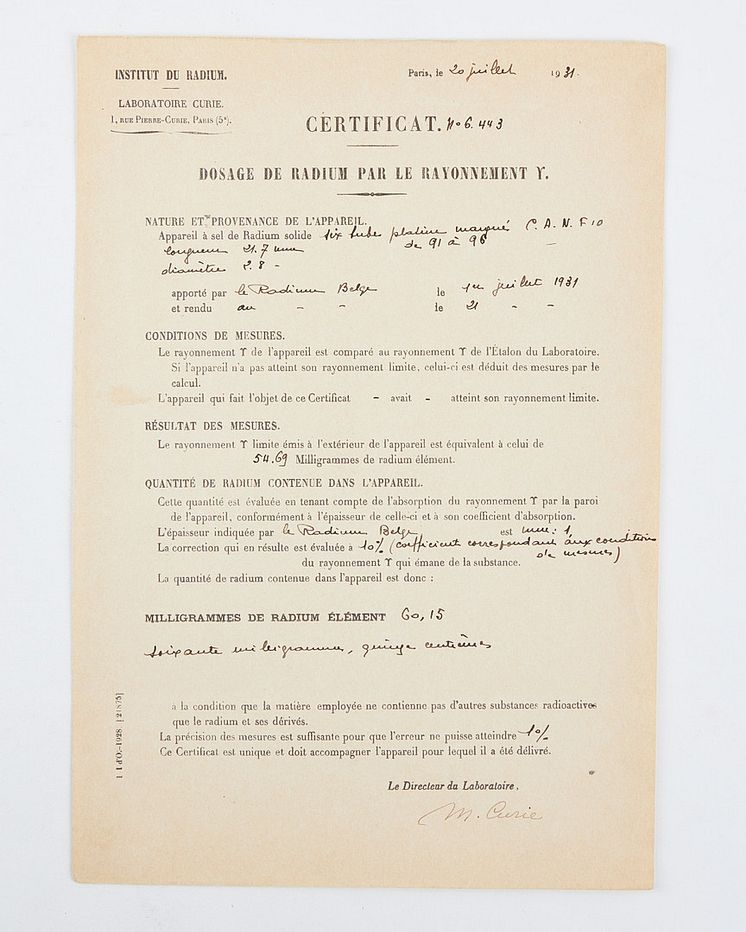 INSTITUT DU RADIUM.
LABORATOIRE CURIE.
1, RUE PIERRE-CURIE, PARIS (5e).
Paris, le 20 juillet 1931.
CERTIFICAT. No 6.443
DOSAGE DE RADIUM PAR LE RAYONNEMENT ϒ.
NATURE ET PROVENANCE DE L'APPAREIL.
Appareil à sel de Radium solide six tube platine marqué C.A.N.F 10
de 91 à 96 -
longueur 21.7 mm
diamètre 2.8 -
apporté par le Radium Belge le 1er juillet 1931
et rendu au - - le 21 - -
CONDITIONS DE MESURES.
Le rayonnement ϒ de l'appareil est comparé au rayonnement ϒ de l'Étalon du Laboratoire.
Si l'appareil n'a pas atteint son rayonnement limite, celui-ci est déduit des mesures par le
calcul.
L'appareil qui fait l'objet de ce Certificat - avait - atteint son rayonnement limite.
RÉSULTAT DES MESURES.
Le rayonnement ϒ limite émis à l'extérieur de l'appareil est équivalent à celui de
54.69 Milligrammes de radium élément.
QUANTITÉ DE RADIUM CONTENUE DANS L'APPAREIL.
Cette quantité est évaluée en tenant compte de l'absorption du rayonnement ϒ par la paroi
de l'appareil, conformément à l'épaisseur de celle-ci et à son coefficient d'absorption.
L'épaisseur indiquée par le Radium Belge est mm: 1,
La correction qui en résulte est évaluée à 10% (coefficient correspondant aux conditions
de mesures)
du rayonnement ϒ qui émane de la substance.
La quantité de radium contenue dans l'appareil est donc :
MILLIGRAMMES DE RADIUM ÉLÉMENT 60,15
soixante milligrammes, quinze centièmes
à la condition que la matière employée ne contienne pas d'autres substances radioactives
que le radium et ses dérivés.
La précision des mesures est suffisante pour que l'erreur ne puisse atteindre 1%
Ce Certificat est unique et doit accompagner l'appareil pour lequel il a été délivré.
Le Directeur du Laboratoire,
M. Curie
1928 [21875]